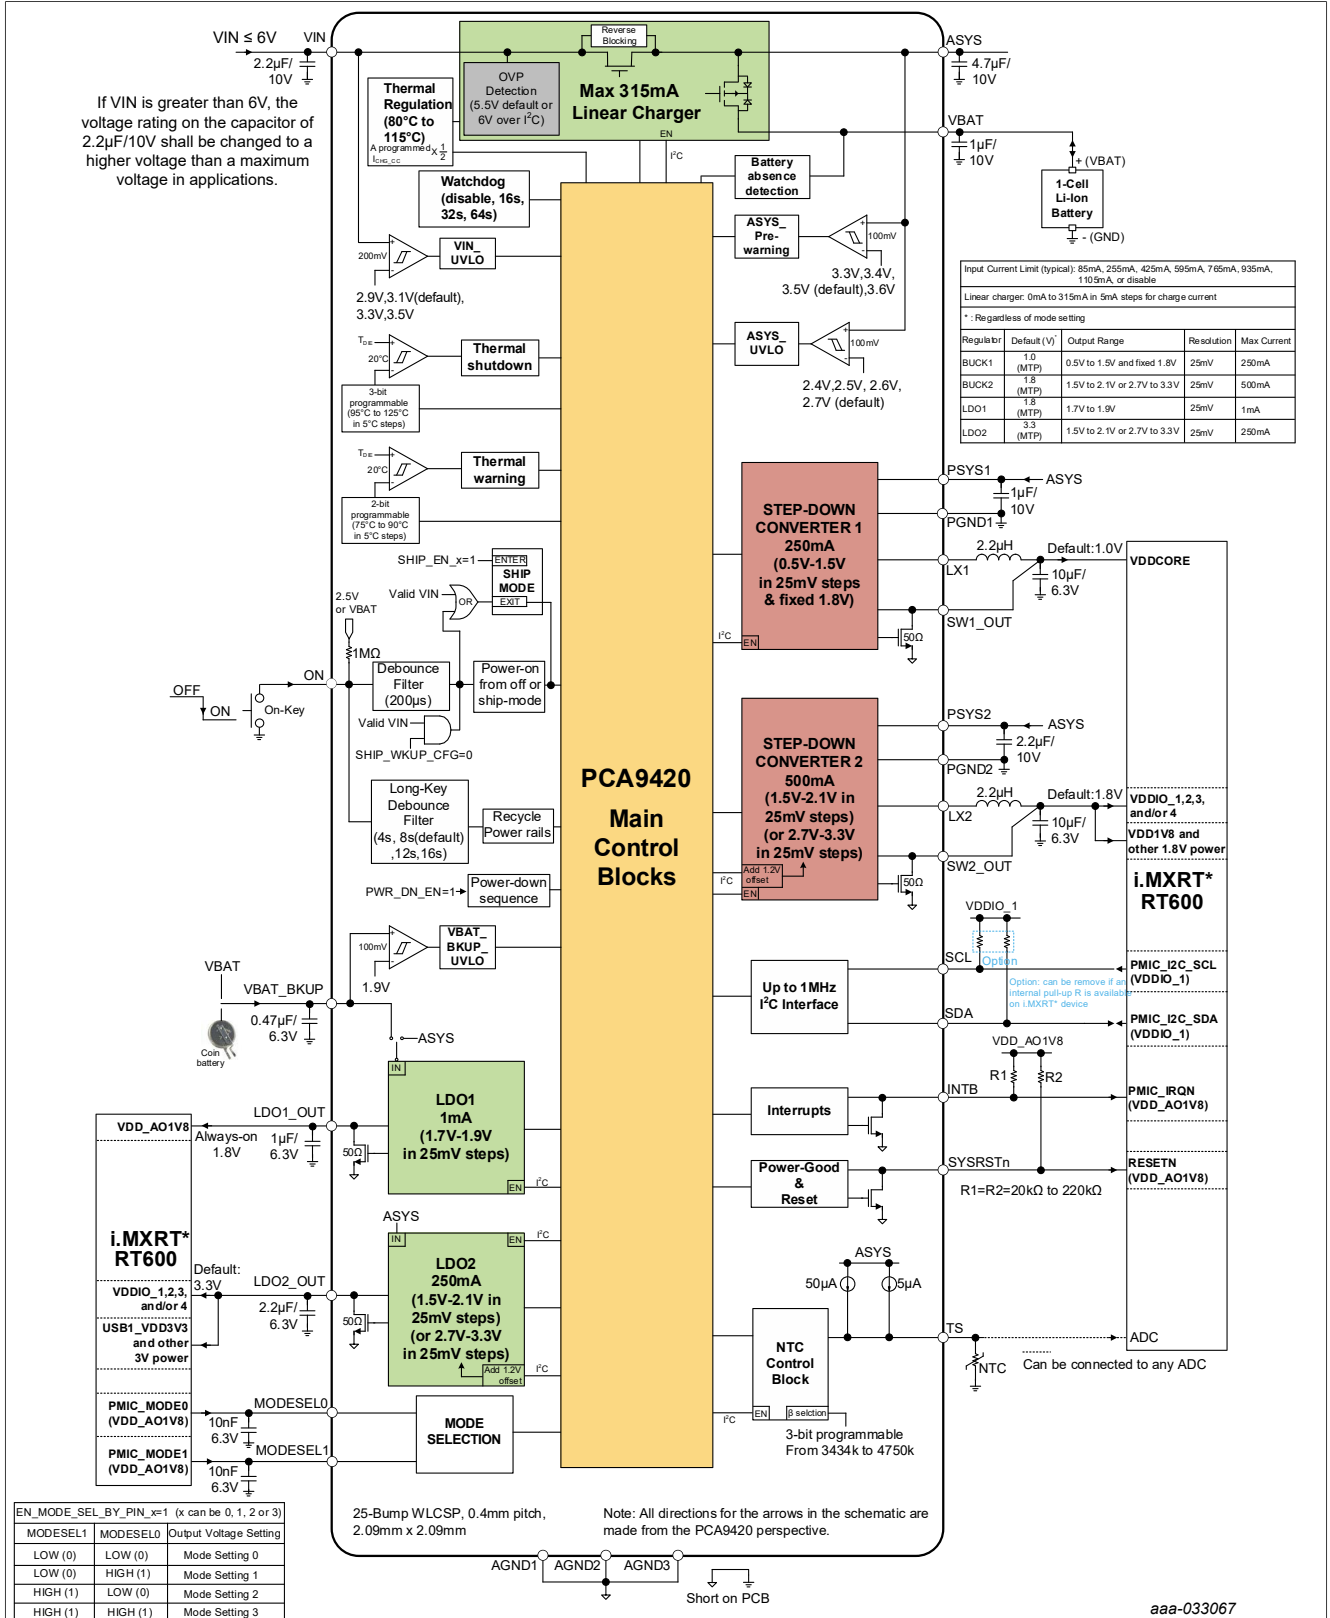 VIN ≤ 6V
VIN
2.2µF/
10V
If VIN is greater than 6V, the
voltage rating on the capacitor of
2.2µF/10V shall be changed to a
higher voltage than a maximum
voltage in applications.
Reverse
Blocking
OVP
Detection
(5.5V default or
6V over I²C)
Max 315mA
Linear Charger
EN
I²C
Thermal
Regulation
(80°C to
115°C)
A programmed
ICHG_CC
X 1/2
ASYS
4.7µF/
10V
VBAT
1µF/
10V
+ (VBAT)
1-Cell
Li-Ion
Battery
- (GND)
Watchdog
(disable, 16s,
32s, 64s)
Battery
absence
detection
200mV
VIN_
UVLO
2.9V,3.1V(default),
3.3V,3.5V
ASYS_
Pre-
warning
100mV
3.3V,3.4V,
3.5V (default),3.6V
ASYS_
UVLO
100mV
2.4V,2.5V, 2.6V,
2.7V (default)
TDIE
20°C
Thermal
shutdown
3-bit
programmable
(95°C to 125°C
in 5°C steps)
TDIE
20°C
Thermal
warning
2-bit
programmable
(75°C to 90°C
in 5°C steps)
Input Current Limit (typical): 85mA, 255mA, 425mA, 595mA, 765mA, 935mA,
1105mA, or disable
Linear charger: 0mA to 315mA in 5mA steps for charge current
* : Regardless of mode setting
Regulator Default (V)* Output Range Resolution Max Current
BUCK1 1.0 (MTP) 0.5V to 1.5V and fixed 1.8V 25mV 250mA
BUCK2 1.8 (MTP) 1.5V to 2.1V or 2.7V to 3.3V 25mV 500mA
LDO1 1.8 (MTP) 1.7V to 1.9V 25mV 1mA
LDO2 3.3 (MTP) 1.5V to 2.1V or 2.7V to 3.3V 25mV 250mA
SHIP_EN_x=1
ENTER
SHIP
MODE
EXIT
Valid VIN
OR
2.5V
or VBAT
1MΩ
ON
OFF
ON
On-Key
Debounce
Filter
(200µs)
Power-on
from off or
ship-mode
Valid VIN
SHIP_WKUP_CFG=0
Long-Key
Debounce
Filter
(4s, 8s(default)
,12s,16s)
Recycle
Power rails
PWR_DN_EN=1
Power-down
sequence
PCA9420
Main
Control
Blocks
STEP-DOWN
CONVERTER 1
250mA
(0.5V-1.5V
in 25mV steps
& fixed 1.8V)
I²C
EN
50Ω
PSYS1
ASYS
1µF/
10V
PGND1
2.2µH
LX1
Default:1.0V
10µF/
6.3V
SW1_OUT
VDDCORE
STEP-DOWN
CONVERTER 2
500mA
(1.5V-2.1V in
25mV steps)
(or 2.7V-3.3V
in 25mV steps)
Add 1.2V
offset
I²C
EN
50Ω
PSYS2
ASYS
2.2µF/
10V
PGND2
2.2µH
LX2
Default:1.8V
10µF/
6.3V
SW2_OUT
VDDIO_1,2,3,
and/or 4
VDD1V8 and
other 1.8V power
i.MXRT*
RT600
VBAT
VBAT_BKUP
0.47µF/
6.3V
Coin
battery
100mV
1.9V
VBAT_
BKUP_
UVLO
ASYS
IN
LDO1
1mA
(1.7V-1.9V
in 25mV steps)
EN
I²C
VDD_AO1V8
LDO1_OUT
Always-on
1.8V
1µF/
6.3V
50Ω
Up to 1MHz
I²C Interface
SCL
SDA
VDDIO_1
Option
Option: can be remove if an
internal pull-up R is available
on i.MXRT* device
PMIC_I2C_SCL
(VDDIO_1)
PMIC_I2C_SDA
(VDDIO_1)
VDD_AO1V8
R1
R2
Interrupts
INTB
PMIC_IRQN
(VDD_AO1V8)
Power-Good
&
Reset
SYSRSTn
RESETN
(VDD_AO1V8)
R1=R2=20kΩ to 220kΩ
i.MXRT*
RT600
ASYS
IN
EN
I²C
LDO2
250mA
(1.5V-2.1V in
25mV steps)
(or 2.7V-3.3V
in 25mV steps)
Add 1.2V
offset
I²C
Default:
3.3V
LDO2_OUT
2.2µF/
6.3V
50Ω
VDDIO_1,2,3,
and/or 4
USB1_VDD3V3
and other
3V power
ASYS
50µA
5µA
NTC
Control
Block
TS
NTC
ADC
Can be connected to any ADC
I²C
EN
β selction
3-bit programmable
From 3434k to 4750k
PMIC_MODE0
(VDD_AO1V8)
MODESEL0
10nF
6.3V
PMIC_MODE1
(VDD_AO1V8)
MODESEL1
10nF
6.3V
MODE
SELECTION
EN_MODE_SEL_BY_PIN_x=1 (x can be 0, 1, 2 or 3)
MODESEL1 MODESEL0 Output Voltage Setting
LOW (0) LOW (0) Mode Setting 0
LOW (0) HIGH (1) Mode Setting 1
HIGH (1) LOW (0) Mode Setting 2
HIGH (1) HIGH (1) Mode Setting 3
25-Bump WLCSP, 0.4mm pitch,
2.09mm x 2.09mm
Note: All directions for the arrows in the schematic are
made from the PCA9420 perspective.
AGND1
AGND2
AGND3
Short on PCB
aaa-033067